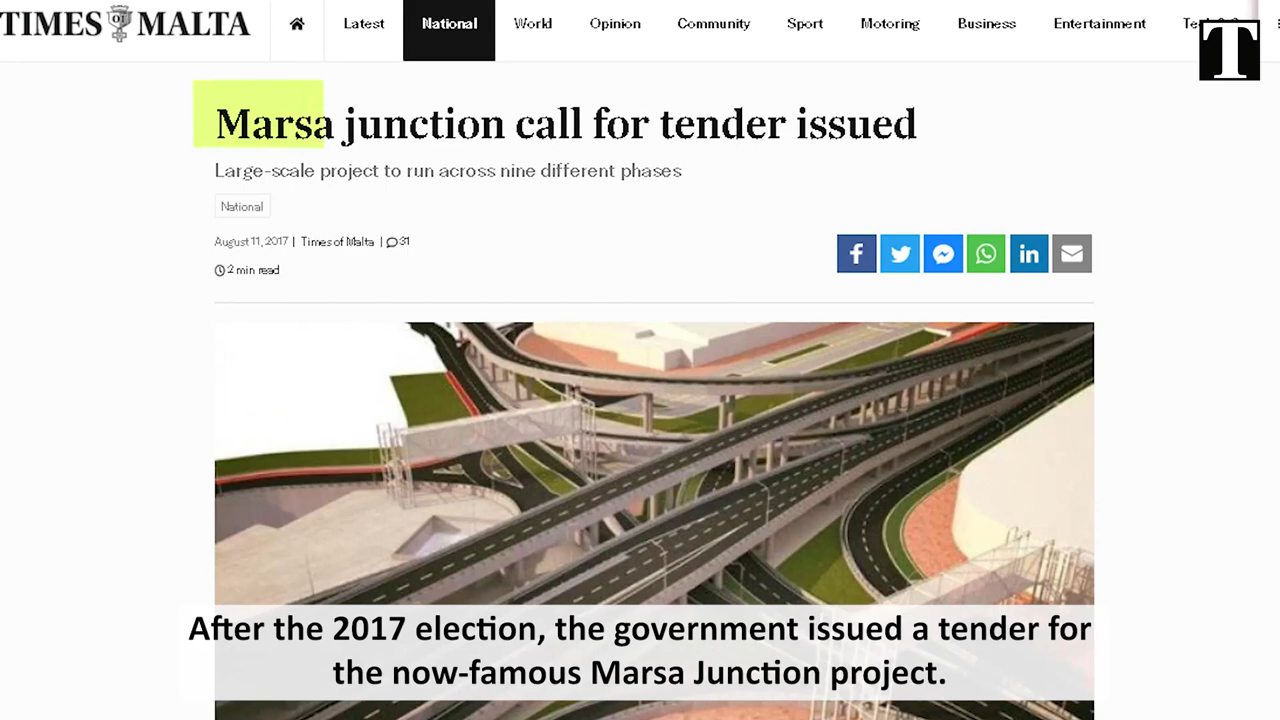 TIMES OF MALTA
Latest National World Opinion Community Sport Motoring Business Entertainment
T
Marsa junction call for tender issued
Large-scale project to run across nine different phases
National
August 11, 2017 | Times of Malta | 31
2 min read
After the 2017 election, the government issued a tender for
the now-famous Marsa Junction project.